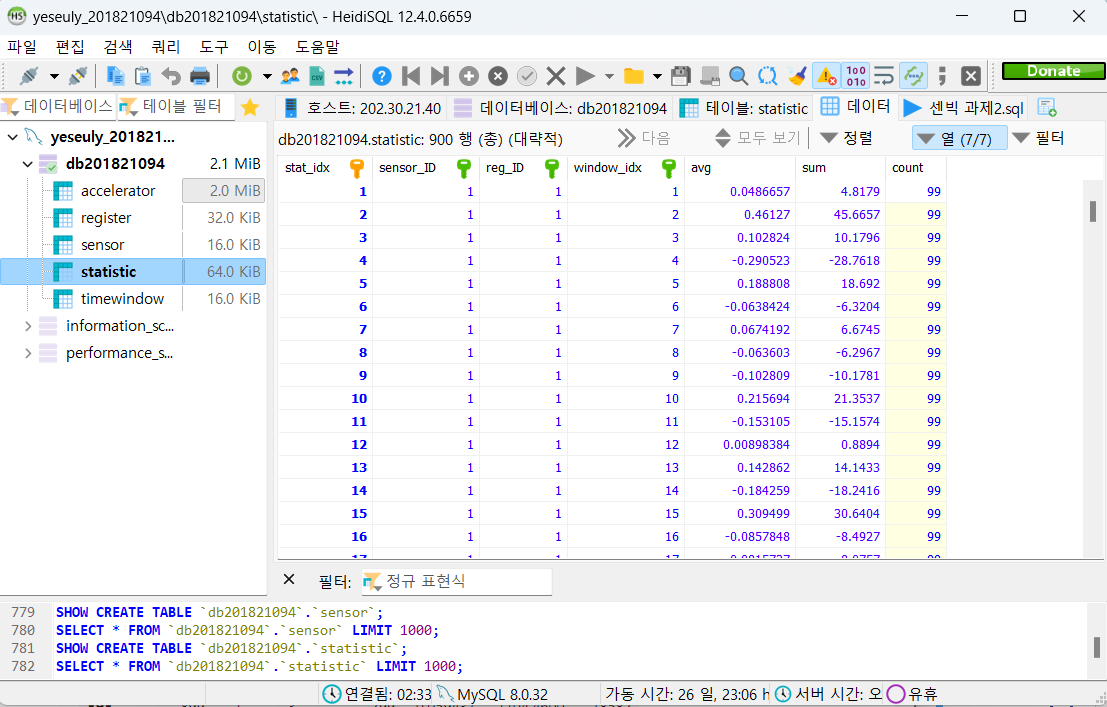 yeseuly_201821094\db201821094\statistic\ - HeidiSQL 12.4.0.6659
파일 편집 검색 쿼리 도구 이동 도움말
Donate
데이터베이스 테이블 필터
호스트: 202.30.21.40 데이터베이스: db201821094 테이블: statistic 데이터 센빅 과제2.sql
yeseuly_201821...
db201821094 2.1 MiB
accelerator 2.0 MiB
register 32.0 KiB
sensor 16.0 KiB
statistic 64.0 KiB
timewindow 16.0 KiB
information_sc...
performance_s...
db201821094.statistic: 900 행 (총) (대략적) 다음 모두 보기 정렬 열 (7/7) 필터
stat_idx sensor_ID reg_ID window_idx avg sum count
1 1 1 1 0.0486657 4.8179 99
2 1 1 2 0.46127 45.6657 99
3 1 1 3 0.102824 10.1796 99
4 1 1 4 -0.290523 -28.7618 99
5 1 1 5 0.188808 18.692 99
6 1 1 6 -0.0638424 -6.3204 99
7 1 1 7 0.0674192 6.6745 99
8 1 1 8 -0.063603 -6.2967 99
9 1 1 9 -0.102809 -10.1781 99
10 1 1 10 0.215694 21.3537 99
11 1 1 11 -0.153105 -15.1574 99
12 1 1 12 0.00898384 0.8894 99
13 1 1 13 0.142862 14.1433 99
14 1 1 14 -0.184259 -18.2416 99
15 1 1 15 0.309499 30.6404 99
16 1 1 16 -0.0857848 -8.4927 99
필터: 정규 표현식
779 SHOW CREATE TABLE `db201821094`.`sensor`;
780 SELECT * FROM `db201821094`.`sensor` LIMIT 1000;
781 SHOW CREATE TABLE `db201821094`.`statistic`;
782 SELECT * FROM `db201821094`.`statistic` LIMIT 1000;
연결됨: 02:33 MySQL 8.0.32 가동 시간: 26 일, 23:06 h 서버 시간: 오 유휴